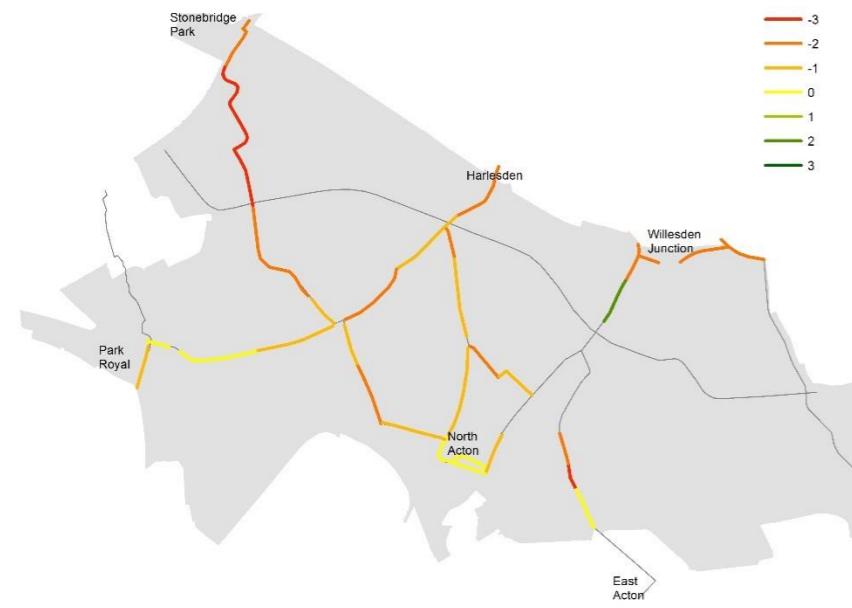 Stonebridge
Park
-3
-2
-1
0
1
2
3
Harlesden
Willesden
Junction
Park
Royal
North
Acton
East
Acton